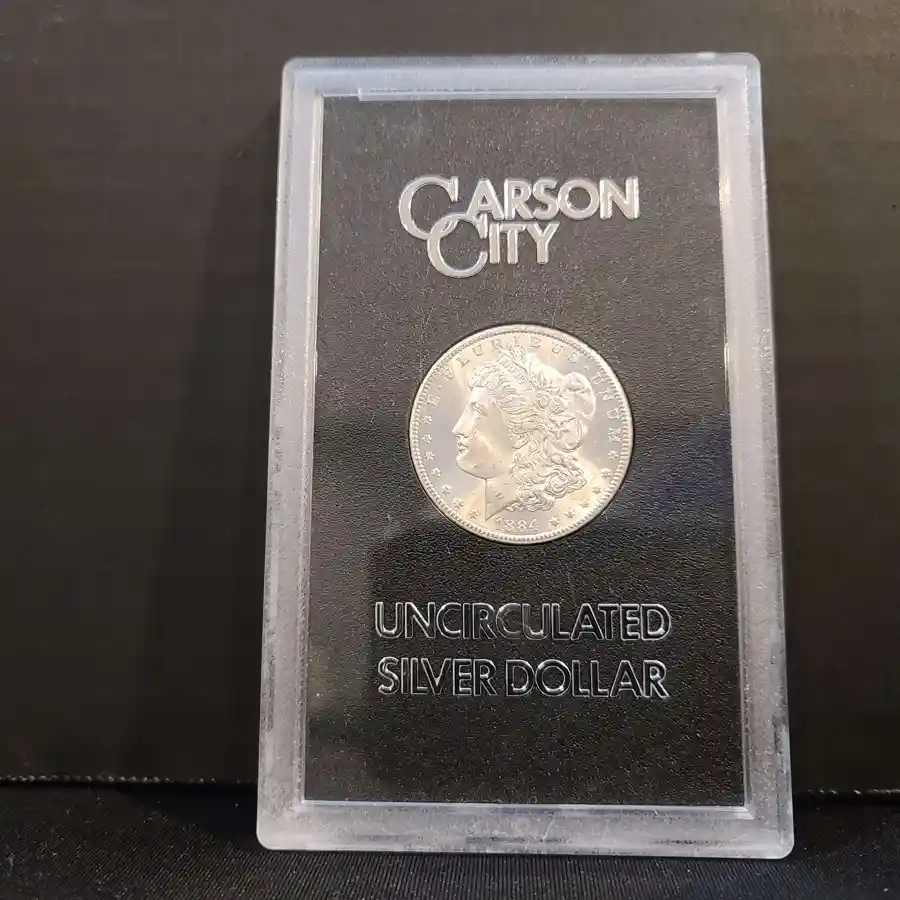 CARSON
CITY
E·PLURIBUS·UNUM
1884
UNCIRCULATED
SILVER DOLLAR